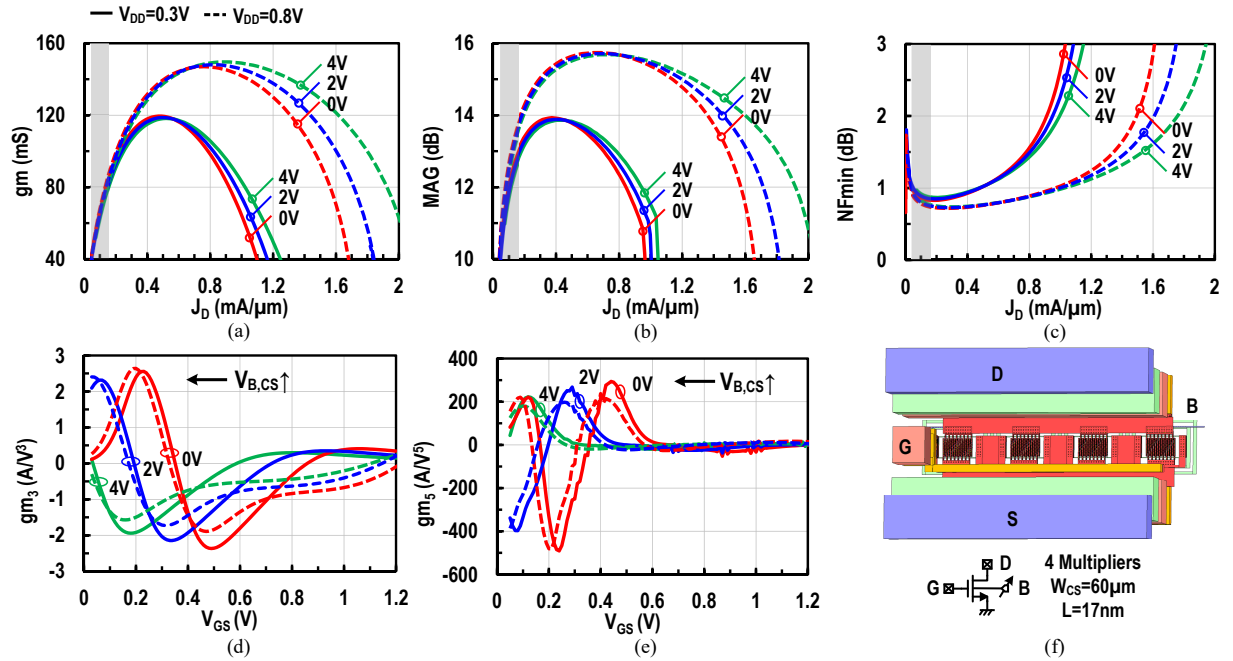 V_DD=0.3V V_DD=0.8V
160
120
80
40
gm (mS)
4V
2V
0V
4V
2V
0V
0 0.4 0.8 1.2 1.6 2
J_D (mA/µm)
(a)
16
15
14
13
12
11
10
MAG (dB)
4V
2V
0V
4V
2V
0V
0 0.4 0.8 1.2 1.6 2
J_D (mA/µm)
(b)
3
2
1
0
NFmin (dB)
0V
2V
4V
0V
2V
4V
0 0.4 0.8 1.2 1.6 2
J_D (mA/µm)
(c)
3
2
1
0
-1
-2
-3
gm₃ (A/V³)
V_B,CS↑
0V
2V
4V
0 0.2 0.4 0.6 0.8 1.0 1.2
V_GS (V)
(d)
400
200
0
-200
-400
-600
gm₅ (A/V⁵)
4V
2V
0V
V_B,CS↑
0 0.2 0.4 0.6 0.8 1.0 1.2
V_GS (V)
(e)
D
B
G
S
D
G
B
4 Multipliers
W_CS=60µm
L=17nm
(f)